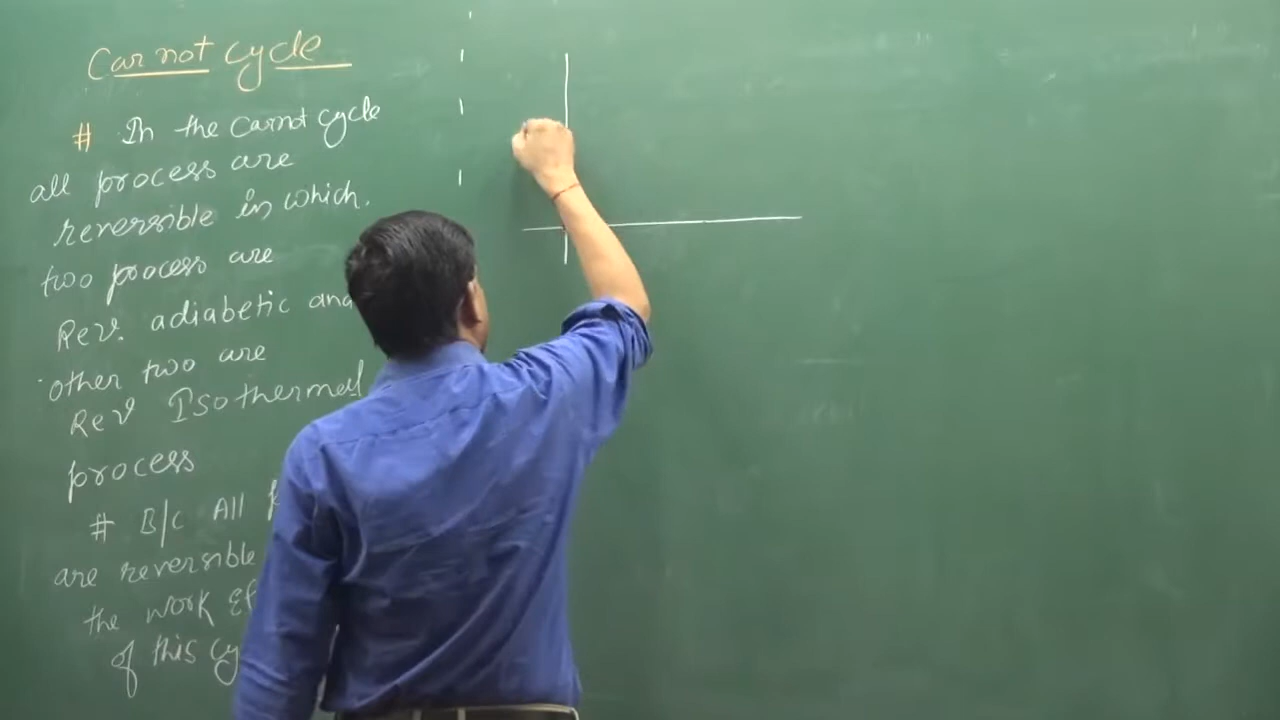 Carnot cycle
# In the Carnot cycle
all process are
reversible in which.
two process are
Rev. adiabetic
other two are
Rev Isothermal
process
# B/c All
are reversible
the work
of this